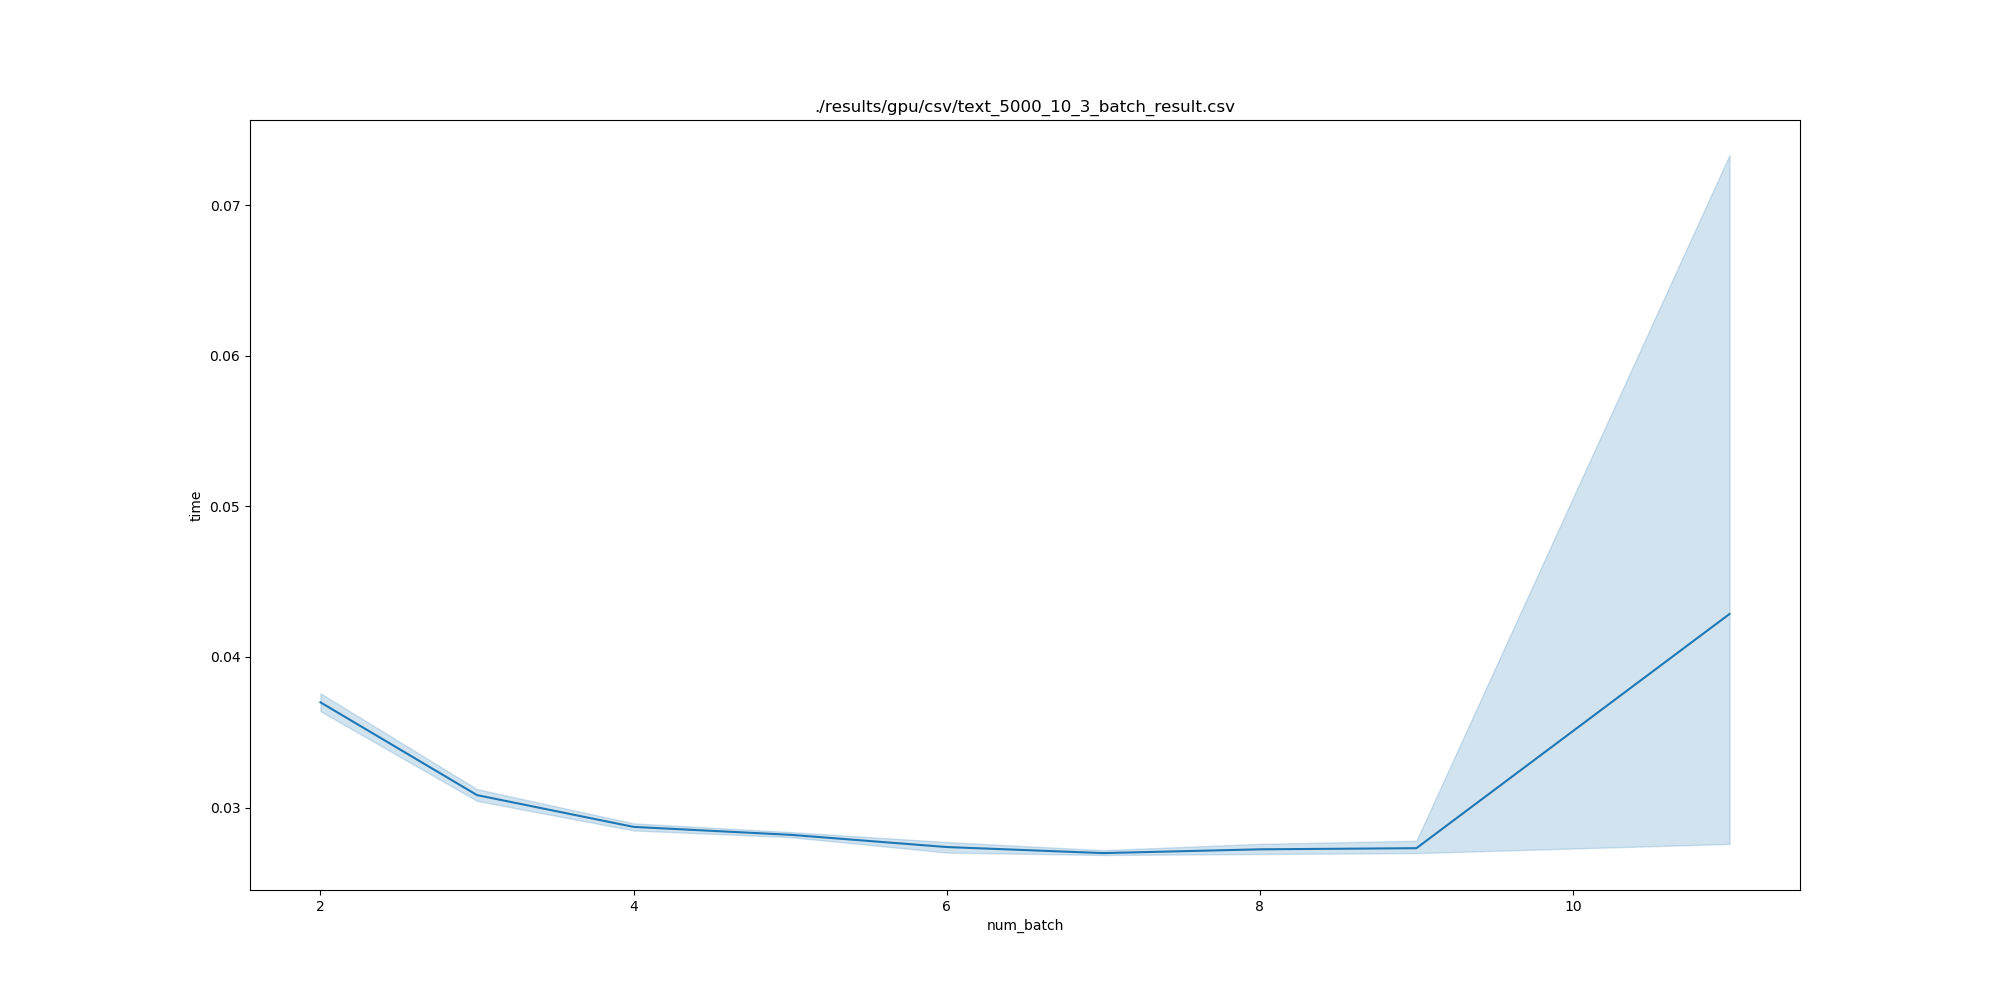 ./results/gpu/csv/text_5000_10_3_batch_result.csv
0.07
0.06
0.05
0.04
0.03
time
2 4 6 8 10
num_batch